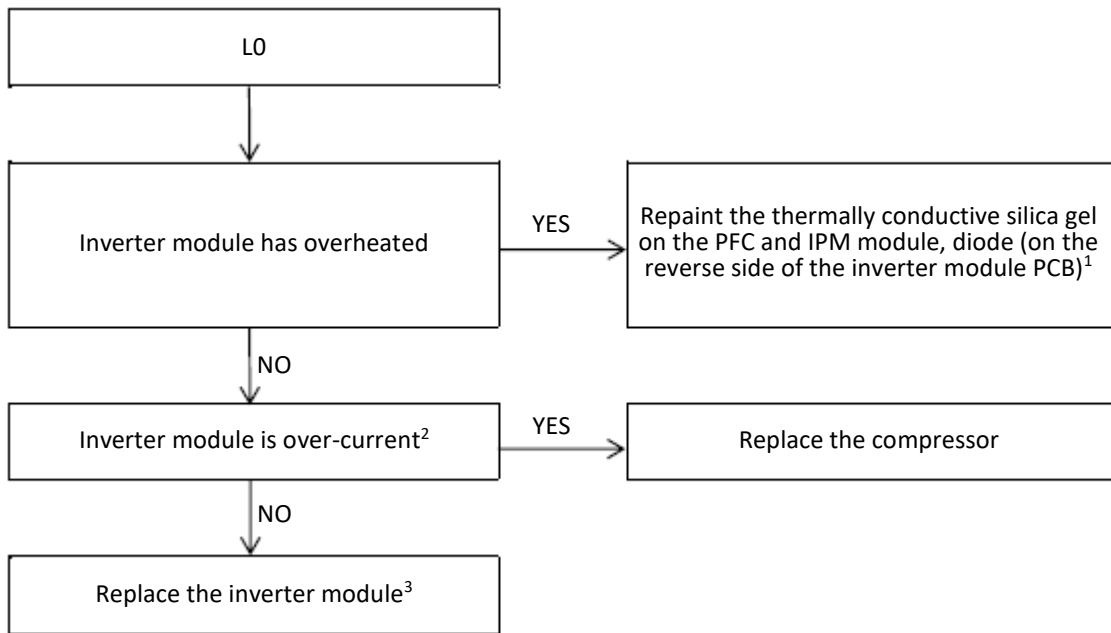 L0
Inverter module has overheated
YES
Repaint the thermally conductive silica gel
on the PFC and IPM module, diode (on the
reverse side of the inverter module PCB)¹
NO
Inverter module is over-current²
YES
Replace the compressor
NO
Replace the inverter module³